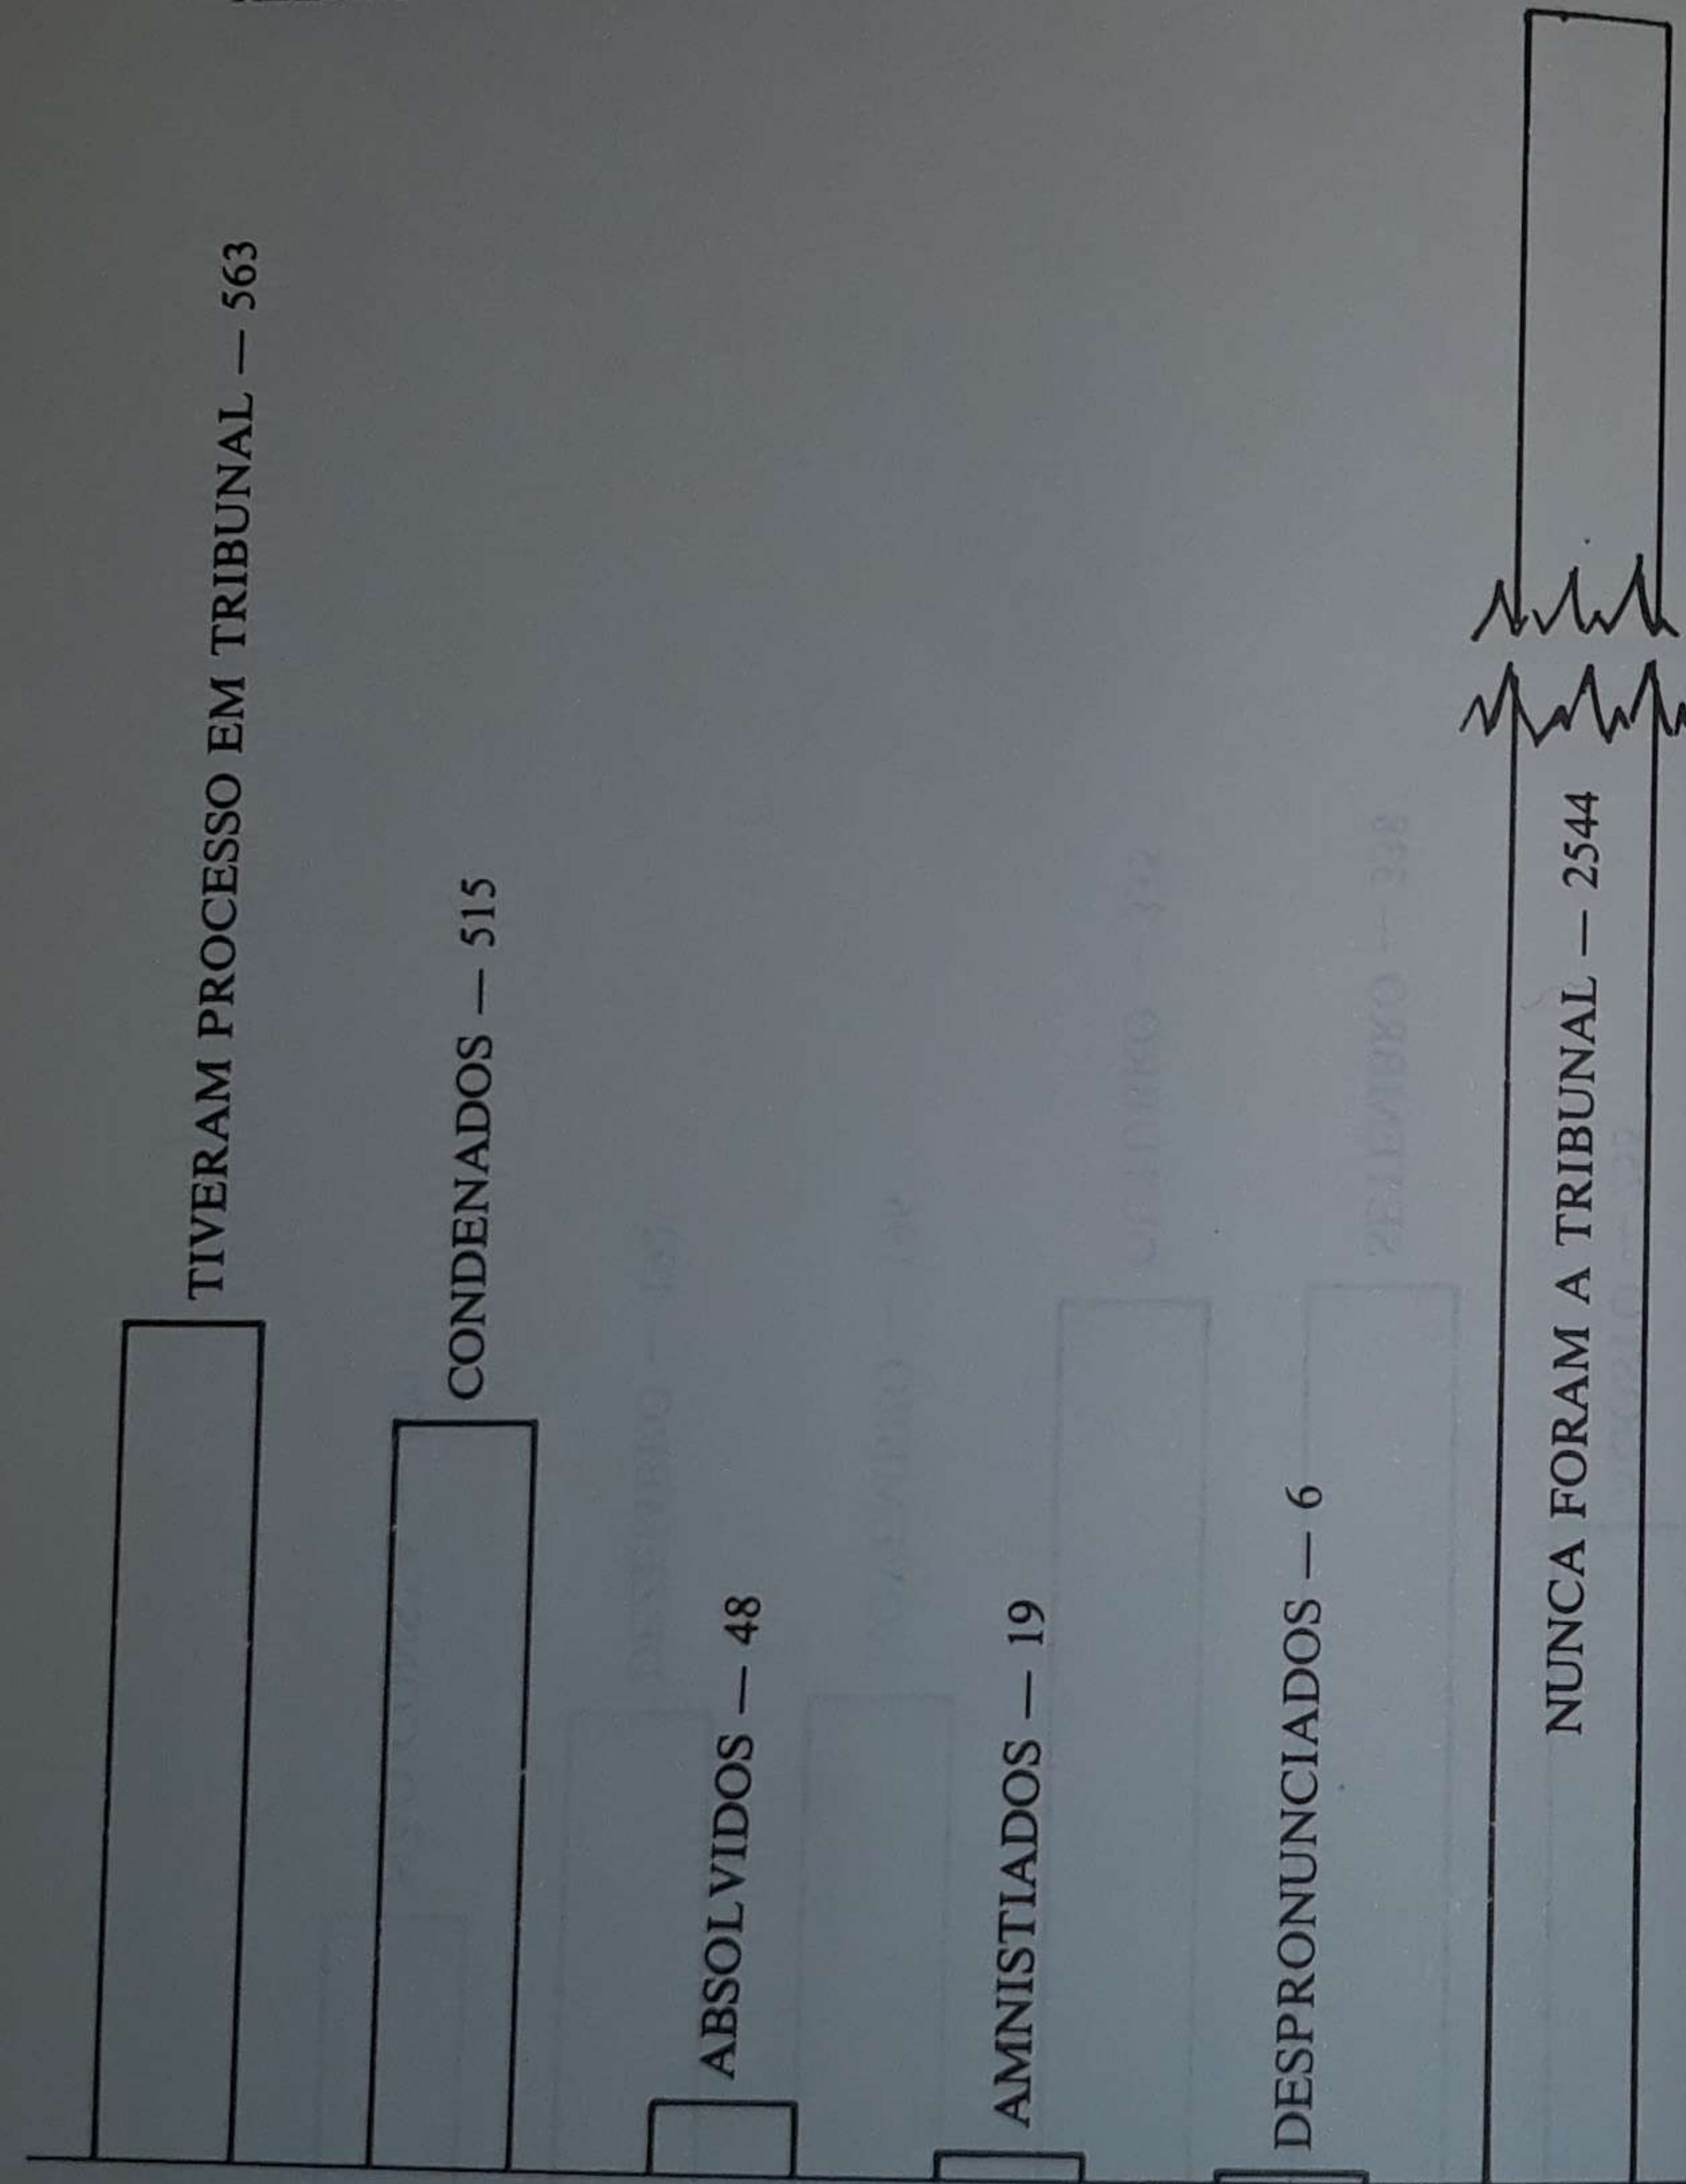 TIVERAM PROCESSO EM TRIBUNAL — 563
CONDENADOS — 515
ABSOLVIDOS — 48
AMNISTIADOS — 19
DESPRONUNCIADOS — 6
NUNCA FORAM A TRIBUNAL — 2544